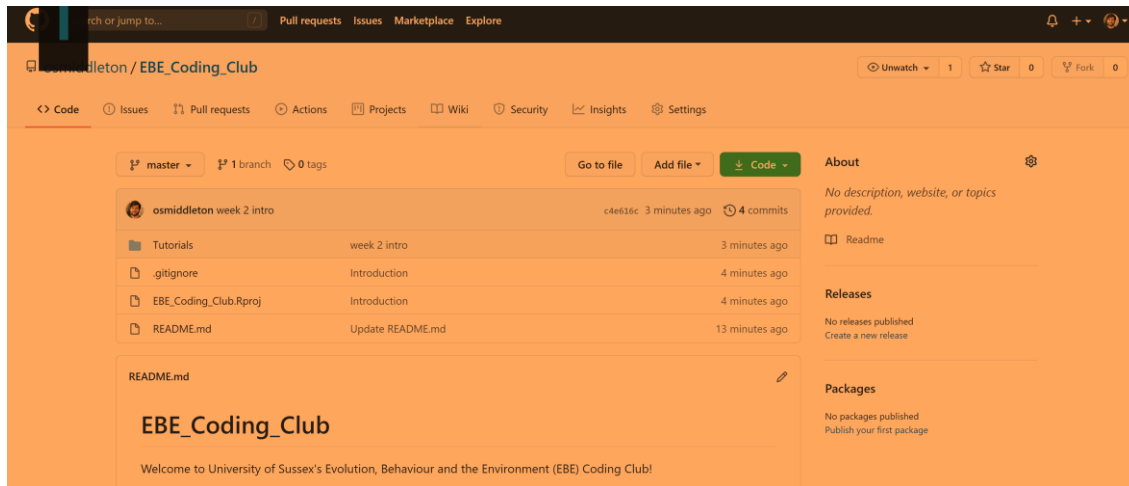 rch or jump to... / Pull requests Issues Marketplace Explore
osmiddleton / EBE_Coding_Club Unwatch 1 Star 0 Fork 0
<> Code Issues Pull requests Actions Projects Wiki Security Insights Settings
master 1 branch 0 tags Go to file Add file Code
osmiddleton week 2 intro c4e616c 3 minutes ago 4 commits
Tutorials week 2 intro 3 minutes ago
.gitignore Introduction 4 minutes ago
EBE_Coding_Club.Rproj Introduction 4 minutes ago
README.md Update README.md 13 minutes ago
README.md
EBE_Coding_Club
Welcome to University of Sussex's Evolution, Behaviour and the Environment (EBE) Coding Club!
About
No description, website, or topics
provided.
Readme
Releases
No releases published
Create a new release
Packages
No packages published
Publish your first package